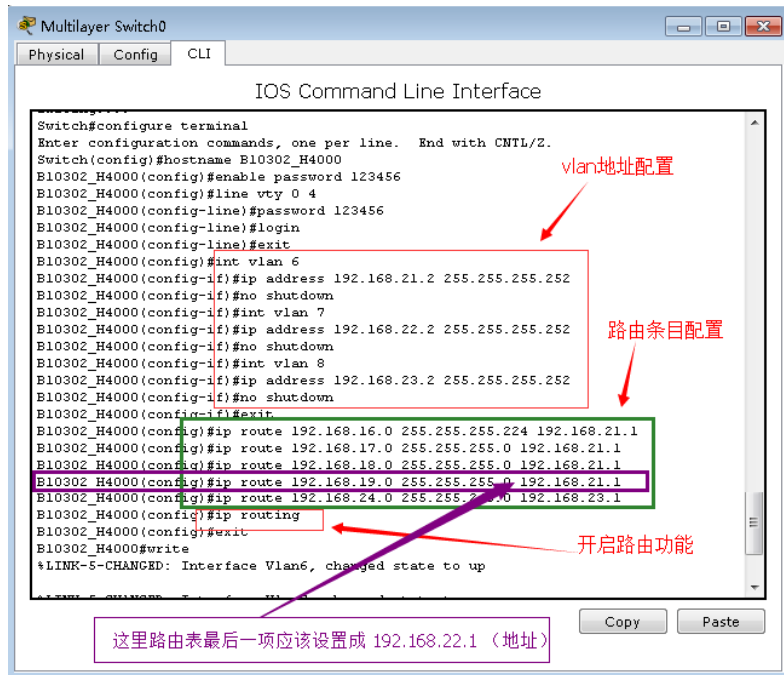 Multilayer Switch0
Physical Config CLI
IOS Command Line Interface
Switch#configure terminal
Enter configuration commands, one per line. End with CNTL/Z.
Switch(config)#hostname B10302_H4000
B10302_H4000(config)#enable password 123456
vlan地址配置
B10302_H4000(config)#line vty 0 4
B10302_H4000(config-line)#password 123456
B10302_H4000(config-line)#login
B10302_H4000(config-line)#exit
B10302_H4000(config)#int vlan 6
B10302_H4000(config-if)#ip address 192.168.21.2 255.255.255.252
B10302_H4000(config-if)#no shutdown
B10302_H4000(config-if)#int vlan 7
B10302_H4000(config-if)#ip address 192.168.22.2 255.255.255.252
路由条目配置
B10302_H4000(config-if)#no shutdown
B10302_H4000(config-if)#int vlan 8
B10302_H4000(config-if)#ip address 192.168.23.2 255.255.255.252
B10302_H4000(config-if)#no shutdown
B10302_H4000(config-if)#exit
B10302_H4000(config)#ip route 192.168.16.0 255.255.255.224 192.168.21.1
B10302_H4000(config)#ip route 192.168.17.0 255.255.255.0 192.168.21.1
B10302_H4000(config)#ip route 192.168.18.0 255.255.255.0 192.168.21.1
B10302_H4000(config)#ip route 192.168.19.0 255.255.255.0 192.168.21.1
B10302_H4000(config)#ip route 192.168.24.0 255.255.255.0 192.168.23.1
B10302_H4000(config)#ip routing
B10302_H4000(config)#exit
开启路由功能
B10302_H4000#write
%LINK-5-CHANGED: Interface Vlan6, changed state to up
Copy Paste
这里路由表最后一项应该设置成 192.168.22.1 （地址）